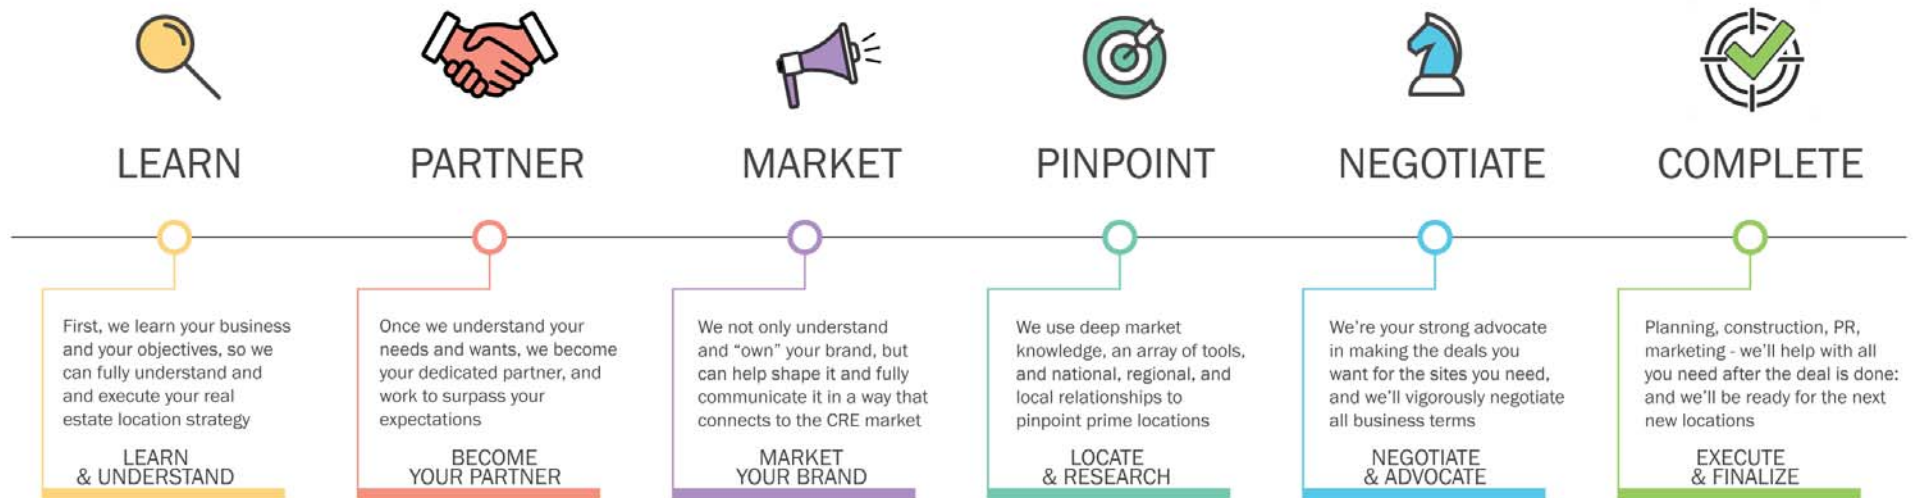 LEARN
PARTNER
MARKET
PINPOINT
NEGOTIATE
COMPLETE
First, we learn your business
and your objectives, so we
can fully understand and
and execute your real
estate location strategy
LEARN
& UNDERSTAND
Once we understand your
needs and wants, we become
your dedicated partner, and
work to surpass your
expectations
BECOME
YOUR PARTNER
We not only understand
and “own” your brand, but
can help shape it and fully
communicate it in a way that
connects to the CRE market
MARKET
YOUR BRAND
We use deep market
knowledge, an array of tools,
and national, regional, and
local relationships to
pinpoint prime locations
LOCATE
& RESEARCH
We’re your strong advocate
in making the deals you
want for the sites you need,
and we’ll vigorously negotiate
all business terms
NEGOTIATE
& ADVOCATE
Planning, construction, PR,
marketing - we’ll help with all
you need after the deal is done:
and we’ll be ready for the next
new locations
EXECUTE
& FINALIZE